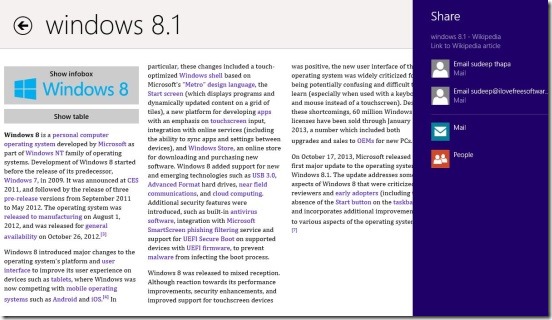 windows 8.1
Show infobox
Windows 8
Show table
Windows 8 is a personal computer
operating system developed by Microsoft as
part of Windows NT family of operating
systems. Development of Windows 8 started
before the release of its predecessor,
Windows 7, in 2009. It was announced at CES
2011, and followed by the release of three
pre-release versions from September 2011
to May 2012. The operating system was
released to manufacturing on August 1,
2012, and was released for general
availability on October 26, 2012.[3]
Windows 8 introduced major changes to the
operating system's platform and user
interface to improve its user experience on
devices such as tablets, where Windows was
now competing with mobile operating
systems such as Android and iOS.[4] In
particular, these changes included a touch-
optimized Windows shell based on
Microsoft's "Metro" design language, the
Start screen (which displays programs and
dynamically updated content on a grid of
tiles), a new platform for developing apps
with an emphasis on touchscreen input,
integration with online services (including
the ability to sync apps and settings between
devices), and Windows Store, an online
store for downloading and purchasing new
software. Windows 8 added support for new
and emerging technologies such as USB 3.0,
Advanced Format hard drives, near field
communications, and cloud computing.
Additional security features were
introduced, such as built-in antivirus
software, integration with Microsoft
SmartScreen phishing filtering service and
support for UEFI Secure Boot on supported
devices with UEFI firmware, to prevent
malware from infecting the boot process.
Windows 8 was released to mixed reception.
Although reaction towards its performance
improvements, security enhancements, and
improved support for touchscreen devices
was positive, the new user interface of the
operating system was widely criticized for
being potentially confusing and difficult to
learn (especially when used with a keyboa
and mouse instead of a touchscreen). Desp
these shortcomings, 60 million Windows
licenses have been sold through January
2013, a number which included both
upgrades and sales to OEMs for new PCs.
On October 17, 2013, Microsoft released
first major update to the operating system
Windows 8.1. The update addresses some
aspects of Windows 8 that were criticized
reviewers and early adopters (including
absence of the Start button on the taskba
and incorporates additional improvement
to various aspects of the operating system
[7]
Share
windows 8.1 - Wikipedia
Link to Wikipedia article
Email sudeep thapa
Mail
Email sudeep@ilovefreesoftwar...
Mail
Mail
People